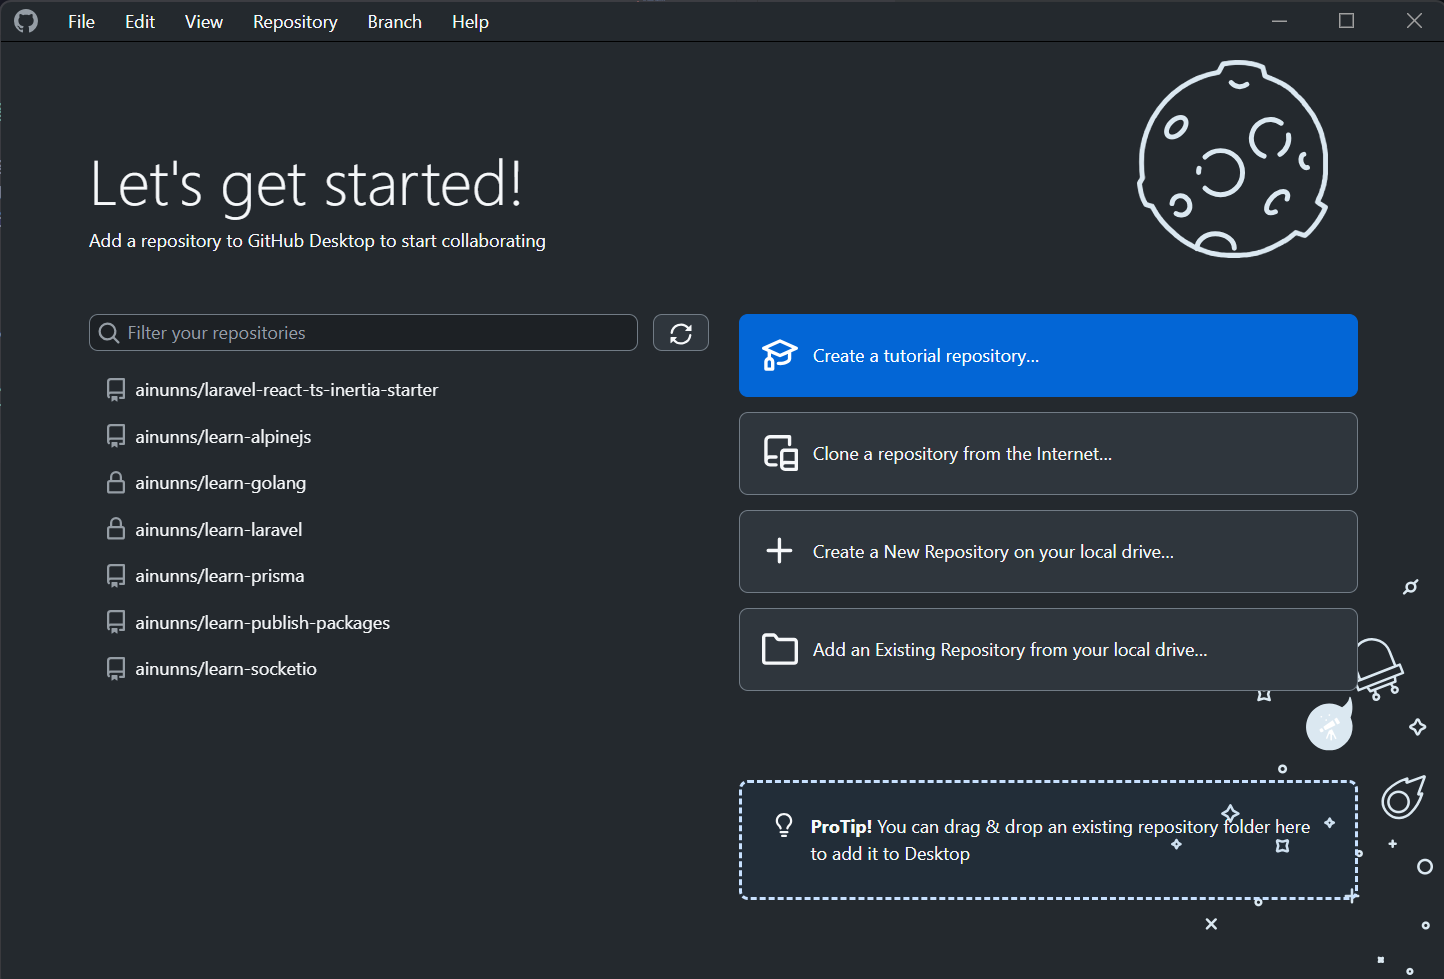 File Edit View Repository Branch Help
Let's get started!
Add a repository to GitHub Desktop to start collaborating
Filter your repositories
ainunns/laravel-react-ts-inertia-starter
ainunns/learn-alpinejs
ainunns/learn-golang
ainunns/learn-laravel
ainunns/learn-prisma
ainunns/learn-publish-packages
ainunns/learn-socketio
Create a tutorial repository...
Clone a repository from the Internet...
Create a New Repository on your local drive...
Add an Existing Repository from your local drive...
ProTip! You can drag & drop an existing repository folder here
to add it to Desktop